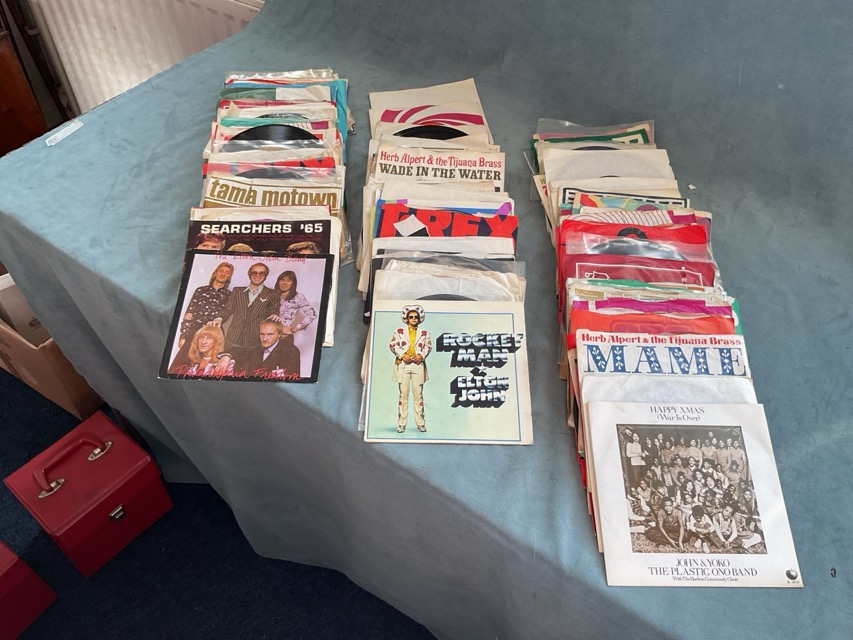 tamla motown
SEARCHERS '65
The Elton John Band
Philadelphia Freedom
Herb Alpert & the Tijuana Brass
WADE IN THE WATER
T.REX
ROCKET
MAN
ELTON
JOHN
Herb Alpert & the Tijuana Brass
MAME
HAPPY XMAS
(War Is Over)
JOHN & YOKO
THE PLASTIC ONO BAND
With The Harlem Community Choir